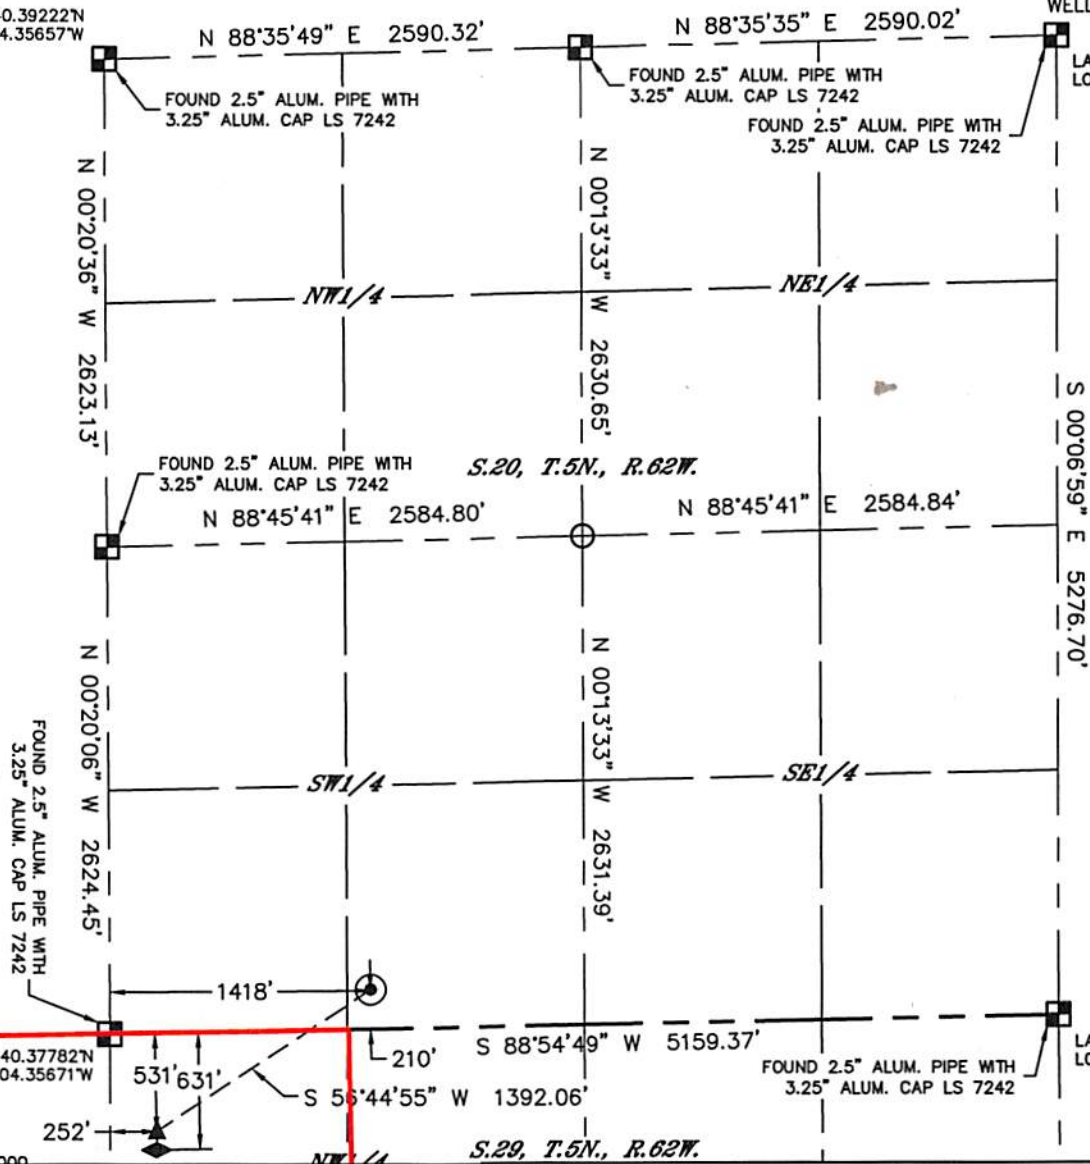 0.39222'N
4.35657'W
N 88°35'49" E 2590.32'
N 88°35'35" E 2590.02'
WELL
LA
LO
FOUND 2.5" ALUM. PIPE WITH
3.25" ALUM. CAP LS 7242
FOUND 2.5" ALUM. PIPE WITH
3.25" ALUM. CAP LS 7242
FOUND 2.5" ALUM. PIPE WITH
3.25" ALUM. CAP LS 7242
N 00°20'36" W 2623.13'
N 00°13'33" W 2630.65'
NW1/4
NE1/4
S 00°06'59" E 5276.70'
FOUND 2.5" ALUM. PIPE WITH
3.25" ALUM. CAP LS 7242
S.20, T.5N., R.62W.
N 88°45'41" E 2584.80'
N 88°45'41" E 2584.84'
N 00°20'06" W 2624.45'
N 00°13'33" W 2631.39'
SW1/4
SE1/4
FOUND 2.5" ALUM. PIPE WITH
3.25" ALUM. CAP LS 7242
1418'
210'
S 88°54'49" W 5159.37'
40.37782'N
04.35671'W
531'
631'
S 56°44'55" W 1392.06'
FOUND 2.5" ALUM. PIPE WITH
3.25" ALUM. CAP LS 7242
LA
LO
252'
S.29, T.5N., R.62W.